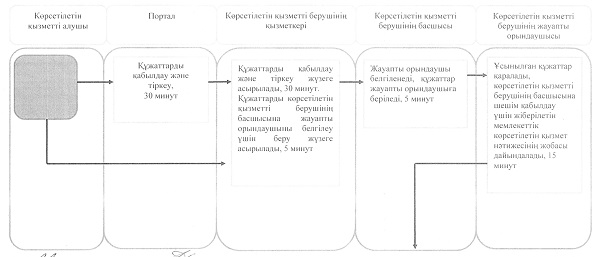 Көрсетілетін
қызметті алушы
Портал
Көрсетілетін қызметті берушінің
қызметкері
Көрсетілетін қызметті
берушінің басшысы
Көрсетілетін қызметті
берушінің жауапты
орындаушысы
Құжаттарды
қабылдау және
тіркеу,
30 минут
Құжаттарды қабылдау
және тіркеу жүзеге
асырылады, 30 минут.
Құжаттарды көрсетілетін
қызметті берушінің
басшысына жауапты
орындаушыны белгілеу
үшін беру жүзеге
асырылады, 5 минут
Жауапты орындаушы
белгіленеді, құжаттар
жауапты орындаушыға
беріледі, 5 минут
Ұсынылған құжаттар
қаралады,
көрсетілетін қызметті
берушінің басшысына
шешім қабылдау
үшін жіберілетін
мемлекеттік
көрсетілетін қызмет
нәтижесінің жобасы
дайындалады, 15
минут